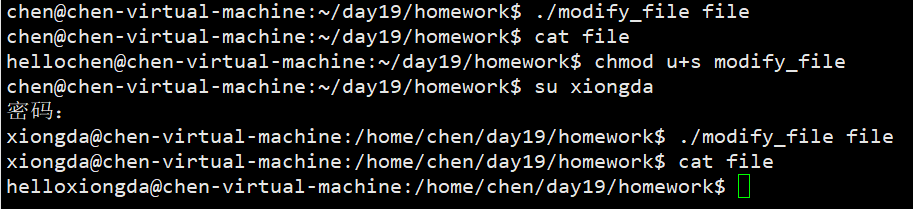 chen@chen-virtual-machine:~/day19/homework$ ./modify_file file
chen@chen-virtual-machine:~/day19/homework$ cat file
hellochen@chen-virtual-machine:~/day19/homework$ chmod u+s modify_file
chen@chen-virtual-machine:~/day19/homework$ su xiongda
密码：
xiongda@chen-virtual-machine:/home/chen/day19/homework$ ./modify_file file
xiongda@chen-virtual-machine:/home/chen/day19/homework$ cat file
helloxiongda@chen-virtual-machine:/home/chen/day19/homework$